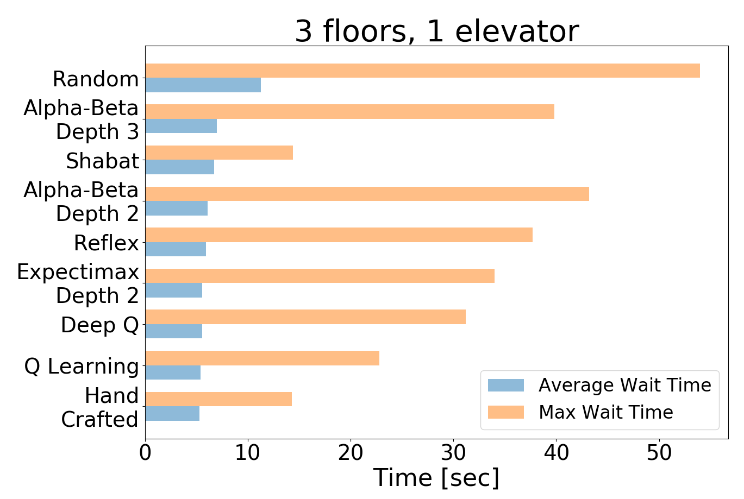 3 floors, 1 elevator
Random
Alpha-Beta
Depth 3
Shabat
Alpha-Beta
Depth 2
Reflex
Expectimax
Depth 2
Deep Q
Q Learning
Hand
Crafted
Average Wait Time
Max Wait Time
0 10 20 30 40 50
Time [sec]